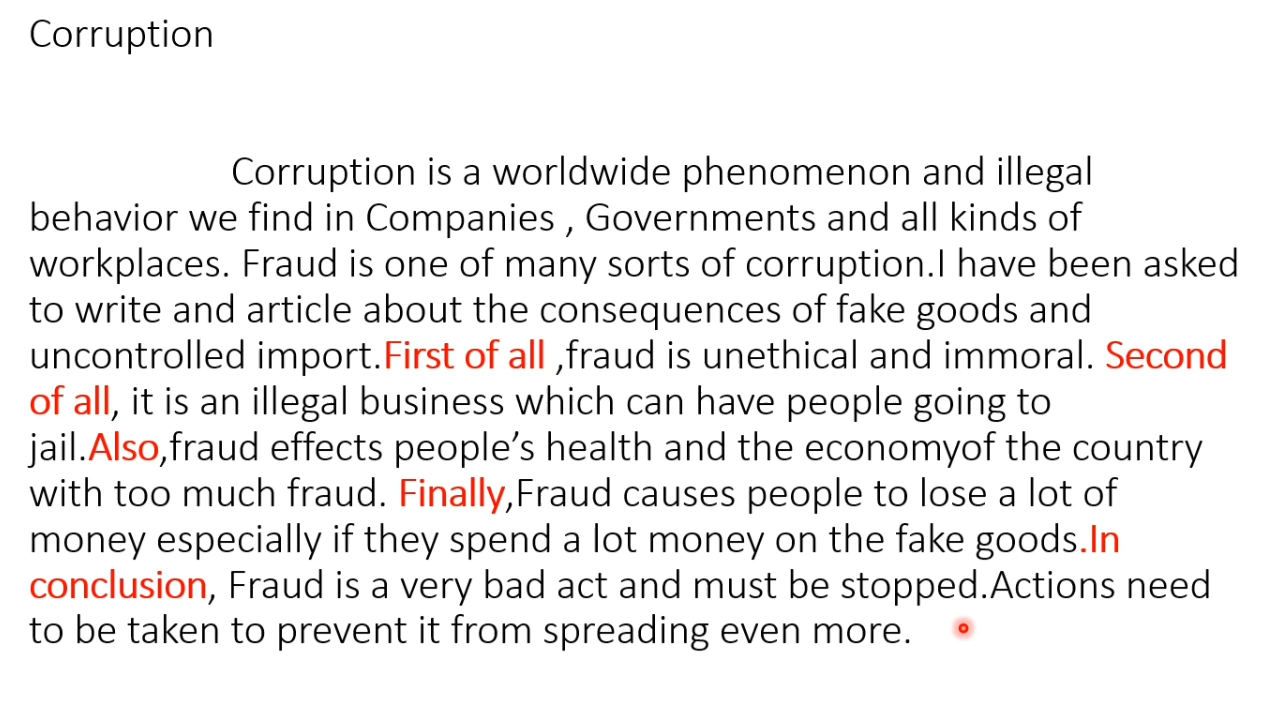 Corruption
Corruption is a worldwide phenomenon and illegal
behavior we find in Companies , Governments and all kinds of
workplaces. Fraud is one of many sorts of corruption.I have been asked
to write and article about the consequences of fake goods and
uncontrolled import.First of all ,fraud is unethical and immoral. Second
of all, it is an illegal business which can have people going to
jail.Also,fraud effects people’s health and the economyof the country
with too much fraud. Finally,Fraud causes people to lose a lot of
money especially if they spend a lot money on the fake goods.In
conclusion, Fraud is a very bad act and must be stopped.Actions need
to be taken to prevent it from spreading even more.